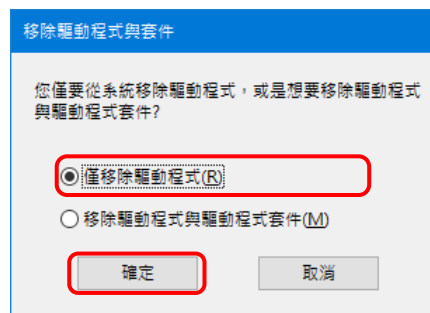 移除驅動程式與套件
您僅要從系統移除驅動程式，或是想要移除驅動程式
與驅動程式套件?
僅移除驅動程式(R)
移除驅動程式與驅動程式套件(M)
確定
取消